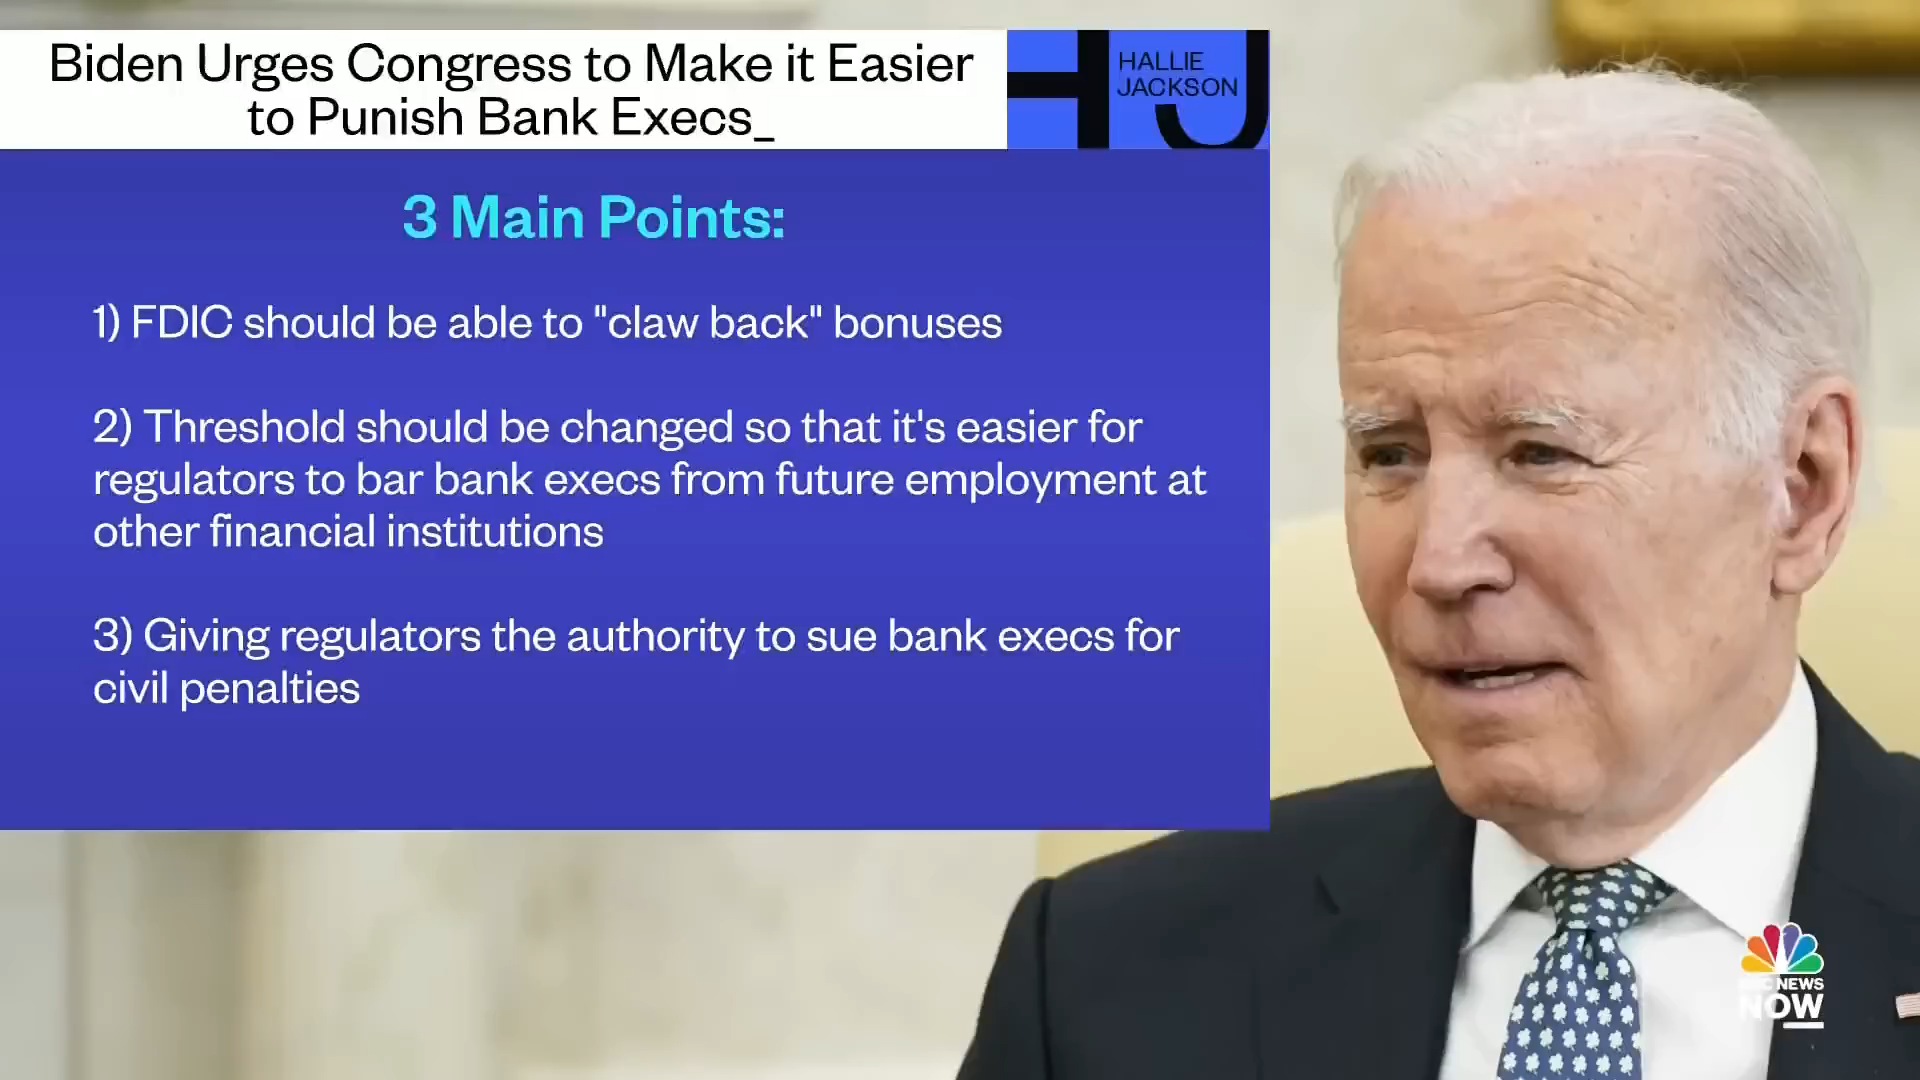 Biden Urges Congress to Make it Easier
to Punish Bank Execs_
HALLIE
JACKSON
3 Main Points:
1) FDIC should be able to "claw back" bonuses
2) Threshold should be changed so that it's easier for
regulators to bar bank execs from future employment at
other financial institutions
3) Giving regulators the authority to sue bank execs for
civil penalties
NBC NEWS
NOW